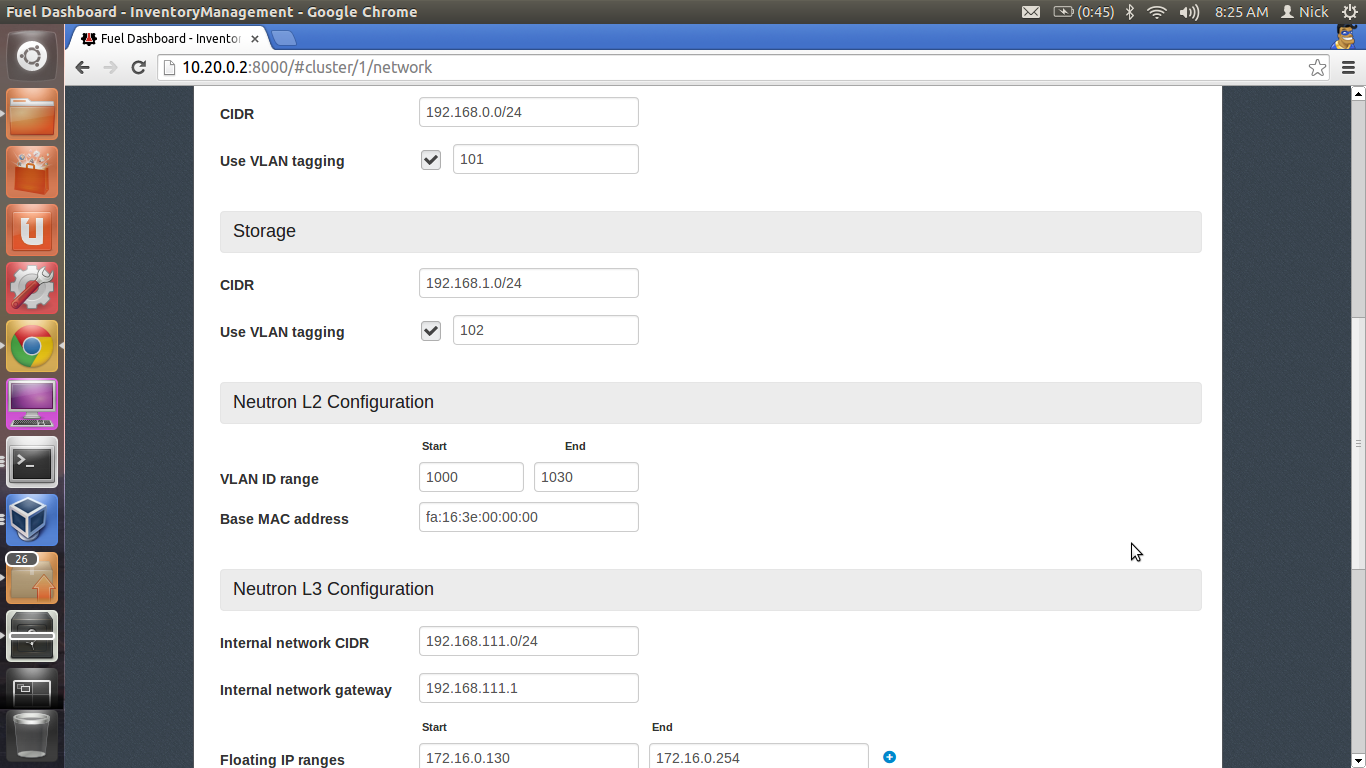 Fuel Dashboard - InventoryManagement - Google Chrome
(0:45)
8:25 AM
Nick
Fuel Dashboard - Inventor
10.20.0.2:8000/#cluster/1/network
CIDR
192.168.0.0/24
Use VLAN tagging
101
Storage
CIDR
192.168.1.0/24
Use VLAN tagging
102
Neutron L2 Configuration
Start End
VLAN ID range
1000 1030
Base MAC address
fa:16:3e:00:00:00
26
Neutron L3 Configuration
Internal network CIDR
192.168.111.0/24
Internal network gateway
192.168.111.1
Start End
Floating IP ranges
172.16.0.130 172.16.0.254